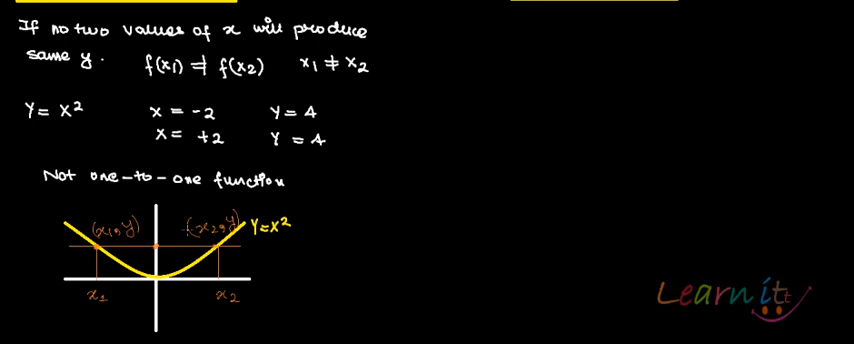 If no two values of x will produce
same y. f(x1) ≠ f(x2) x1 ≠ x2
Y = x² x = -2 Y = 4
x = +2 Y = 4
Not one-to-one function
(x1, y) (x2, y) Y=x²
x1 x2
Learnitt